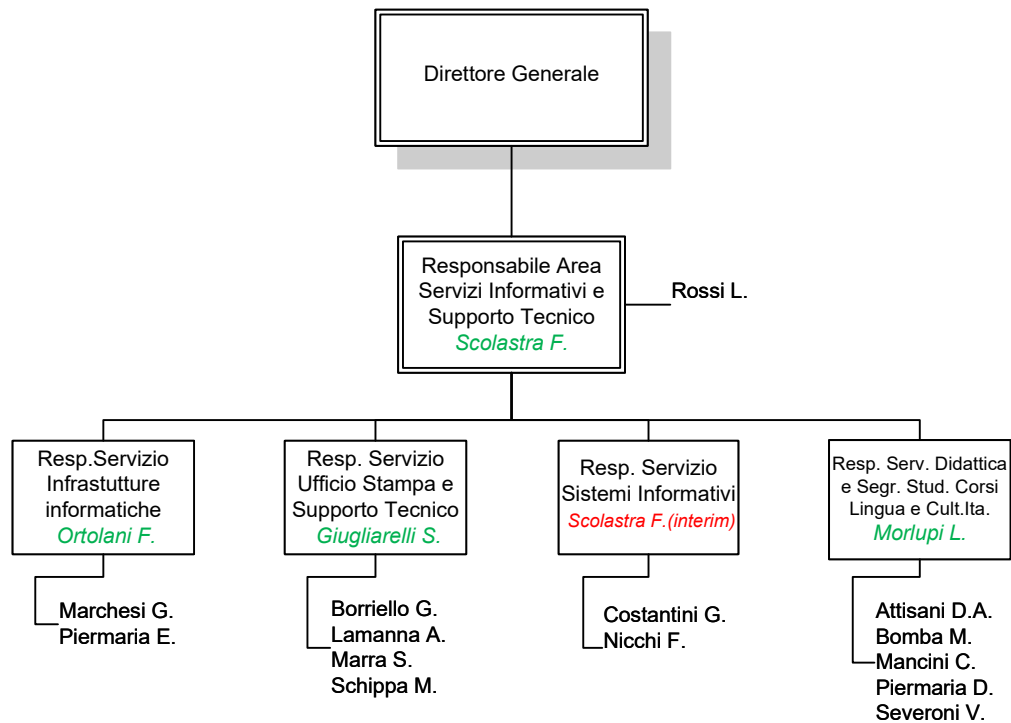 Direttore Generale
Responsabile Area
Servizi Informativi e
Supporto Tecnico
Scolastra F.
Rossi L.
Resp.Servizio
Infrastutture
informatiche
Ortolani F.
Resp. Servizio
Ufficio Stampa e
Supporto Tecnico
Giugliarelli S.
Resp. Servizio
Sistemi Informativi
Scolastra F.(interim)
Resp. Serv. Didattica
e Segr. Stud. Corsi
Lingua e Cult.Ita.
Morlupi L.
Marchesi G.
Piermaria E.
Borriello G.
Lamanna A.
Marra S.
Schippa M.
Costantini G.
Nicchi F.
Attisani D.A.
Bomba M.
Mancini C.
Piermaria D.
Severoni V.